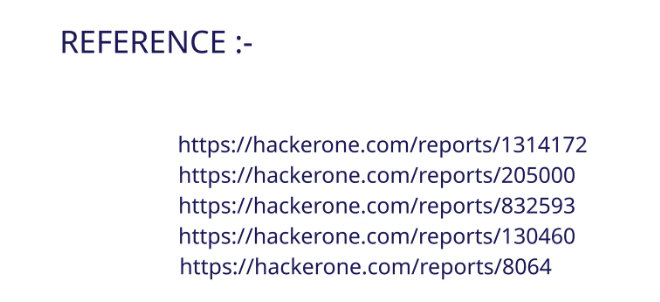 REFERENCE :-
https://hackerone.com/reports/1314172
https://hackerone.com/reports/205000
https://hackerone.com/reports/832593
https://hackerone.com/reports/130460
https://hackerone.com/reports/8064